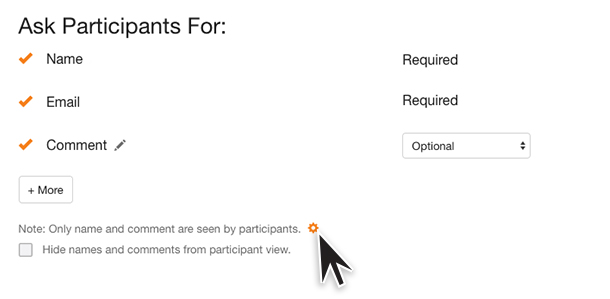 Ask Participants For:
Name Required
Email Required
Comment Optional
+ More
Note: Only name and comment are seen by participants.
Hide names and comments from participant view.